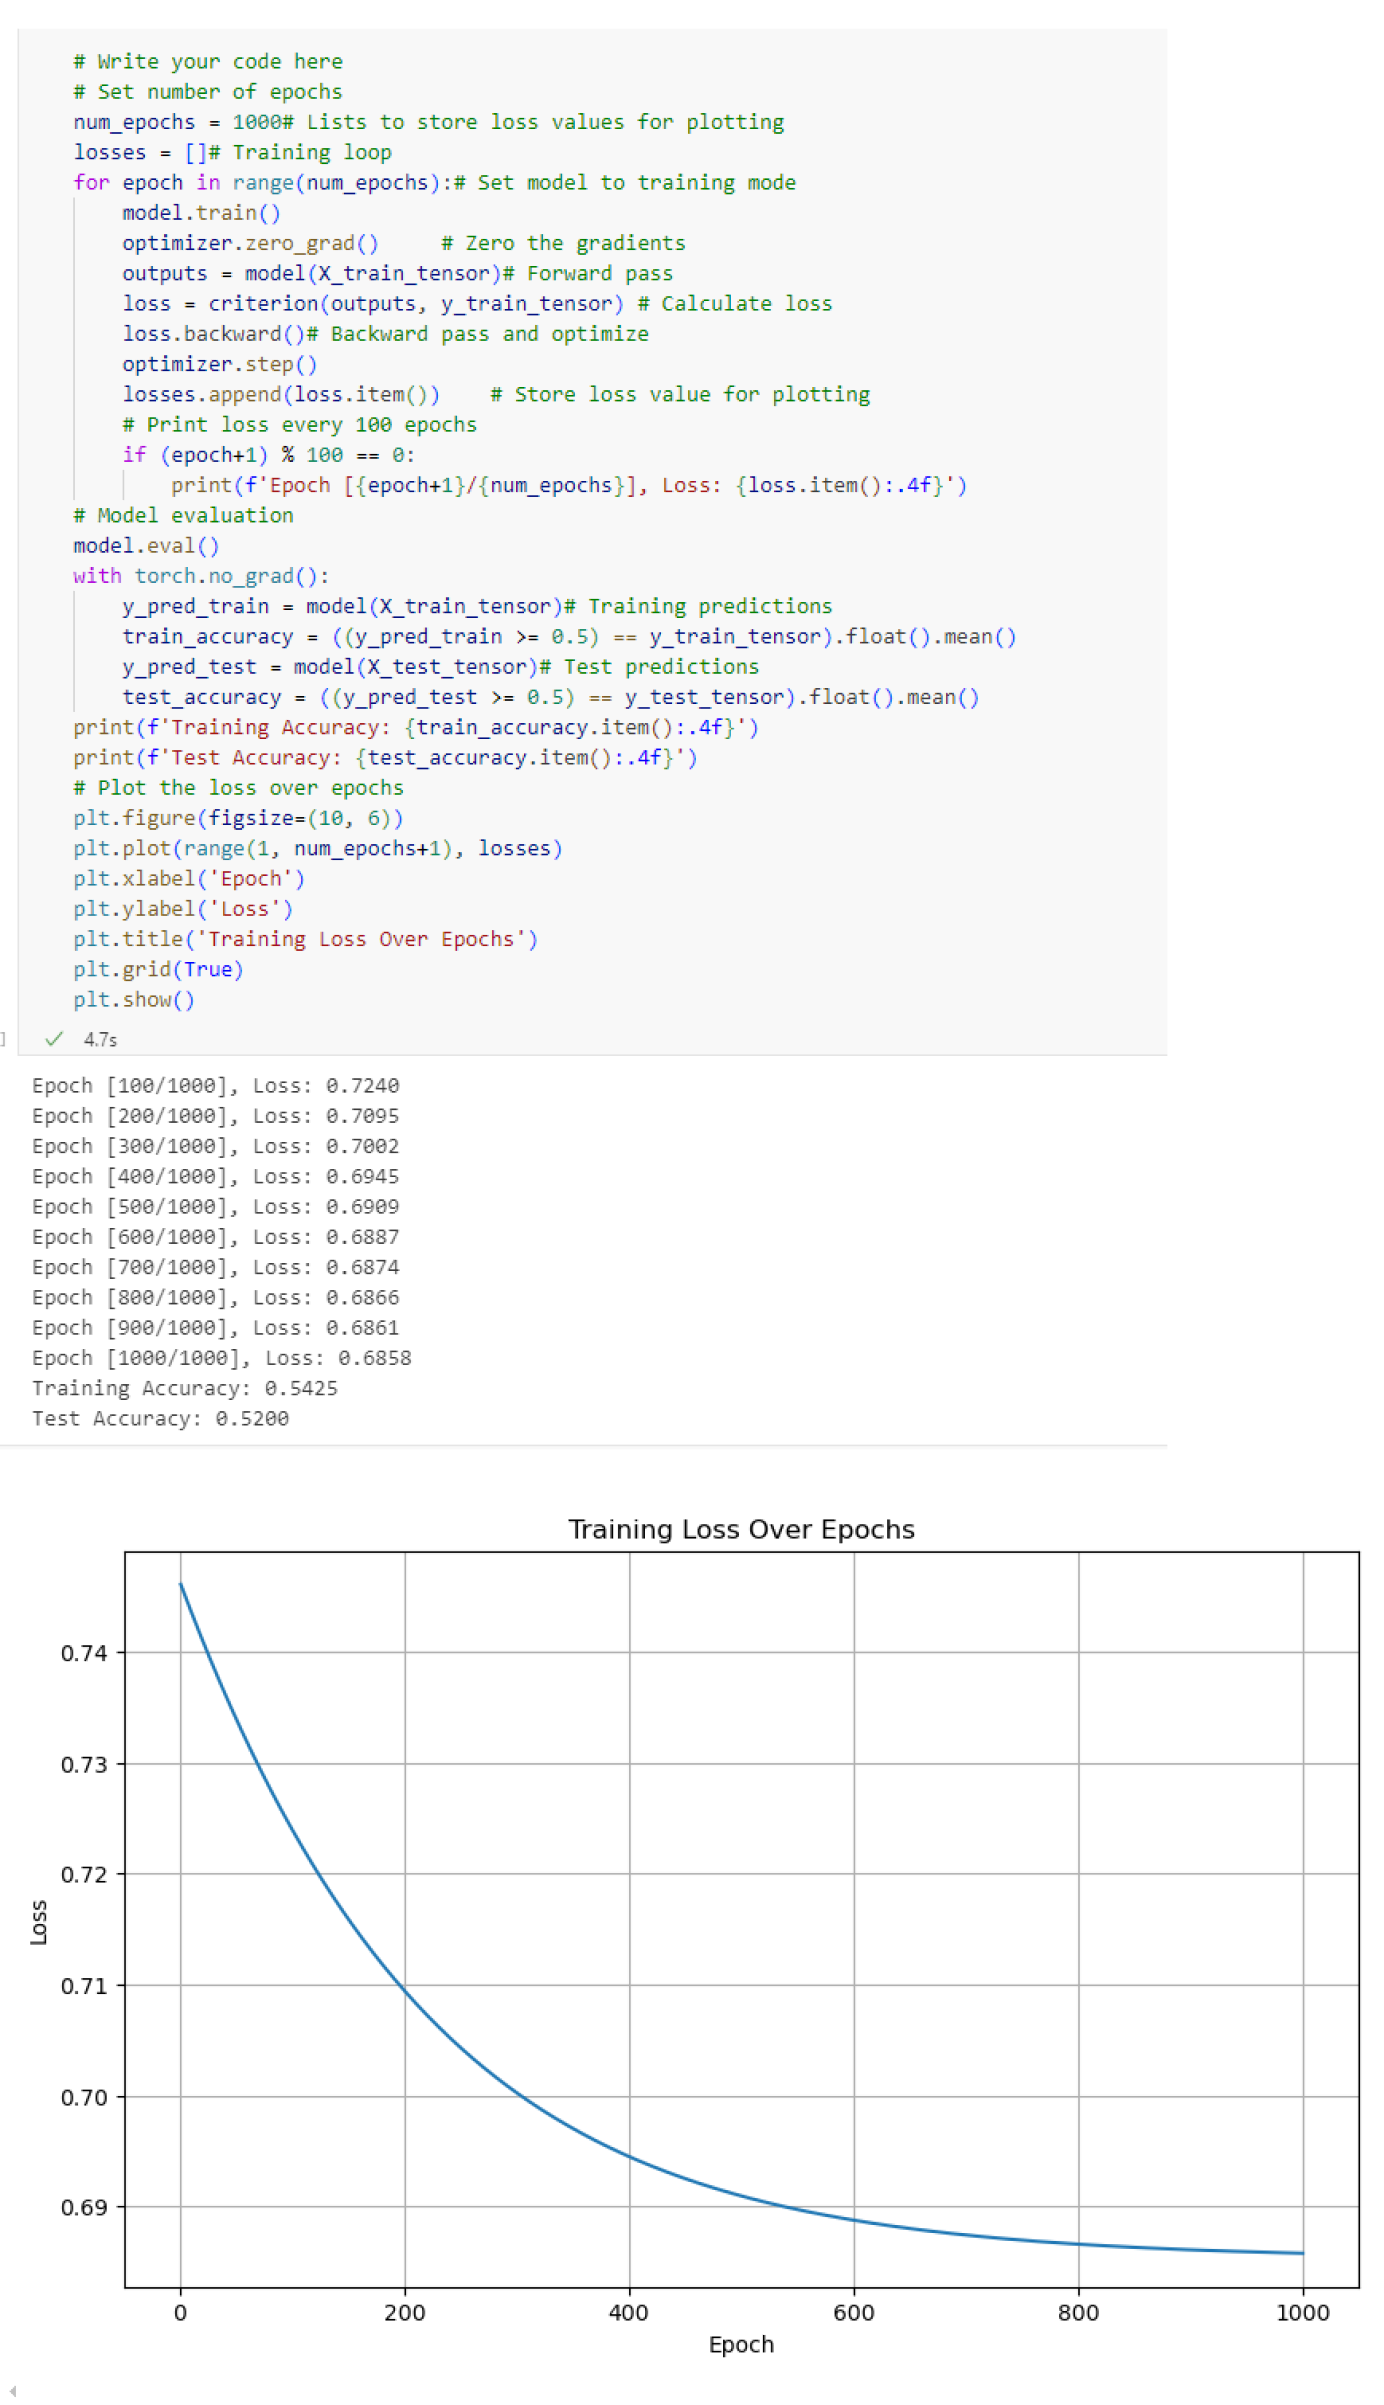 # Write your code here
# Set number of epochs
num_epochs = 1000# Lists to store loss values for plotting
losses = []# Training loop
for epoch in range(num_epochs):# Set model to training mode
    model.train()
    optimizer.zero_grad()     # Zero the gradients
    outputs = model(X_train_tensor)# Forward pass
    loss = criterion(outputs, y_train_tensor) # Calculate loss
    loss.backward()# Backward pass and optimize
    optimizer.step()
    losses.append(loss.item())    # Store loss value for plotting
    # Print loss every 100 epochs
    if (epoch+1) % 100 == 0:
        print(f'Epoch [{epoch+1}/{num_epochs}], Loss: {loss.item():.4f}')
# Model evaluation
model.eval()
with torch.no_grad():
    y_pred_train = model(X_train_tensor)# Training predictions
    train_accuracy = ((y_pred_train >= 0.5) == y_train_tensor).float().mean()
    y_pred_test = model(X_test_tensor)# Test predictions
    test_accuracy = ((y_pred_test >= 0.5) == y_test_tensor).float().mean()
print(f'Training Accuracy: {train_accuracy.item():.4f}')
print(f'Test Accuracy: {test_accuracy.item():.4f}')
# Plot the loss over epochs
plt.figure(figsize=(10, 6))
plt.plot(range(1, num_epochs+1), losses)
plt.xlabel('Epoch')
plt.ylabel('Loss')
plt.title('Training Loss Over Epochs')
plt.grid(True)
plt.show()
] ✓ 4.7s
Epoch [100/1000], Loss: 0.7240
Epoch [200/1000], Loss: 0.7095
Epoch [300/1000], Loss: 0.7002
Epoch [400/1000], Loss: 0.6945
Epoch [500/1000], Loss: 0.6909
Epoch [600/1000], Loss: 0.6887
Epoch [700/1000], Loss: 0.6874
Epoch [800/1000], Loss: 0.6866
Epoch [900/1000], Loss: 0.6861
Epoch [1000/1000], Loss: 0.6858
Training Accuracy: 0.5425
Test Accuracy: 0.5200
Training Loss Over Epochs
0.74
0.73
0.72
0.71
0.70
0.69
Loss
0 200 400 600 800 1000
Epoch